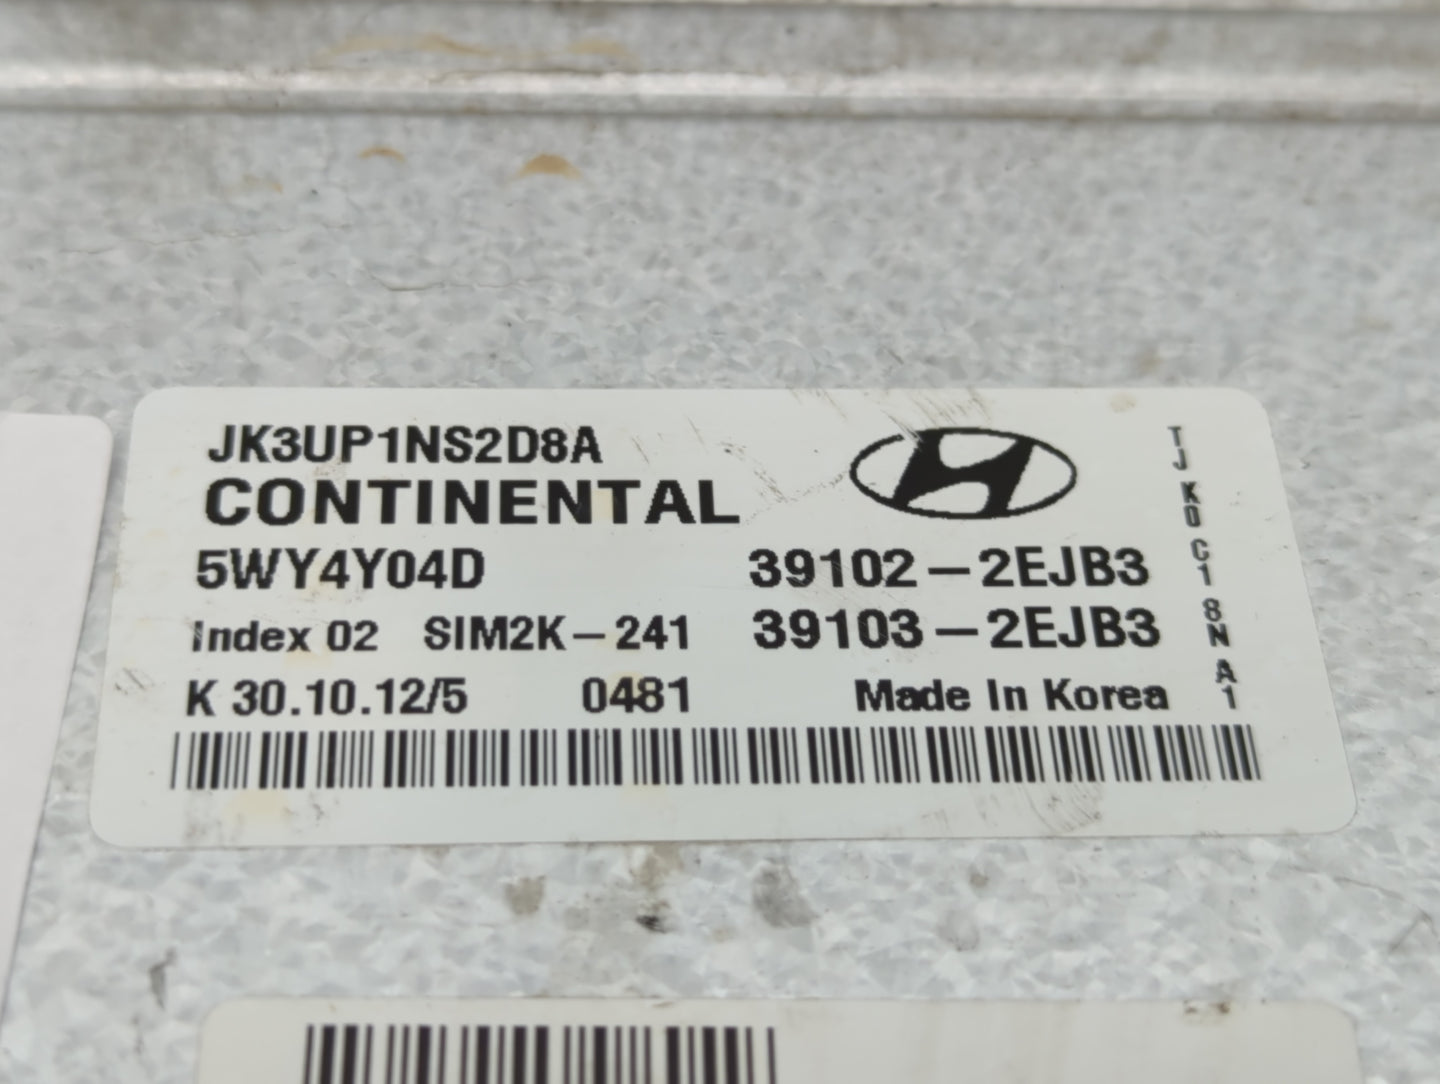 JK3UP1NS2D8A
CONTINENTAL
5WY4Y04D 39102-2EJB3
Index 02 SIM2K-241 39103-2EJB3
K 30.10.12/5 0481 Made In Korea
TJ K0 C1 8N A1